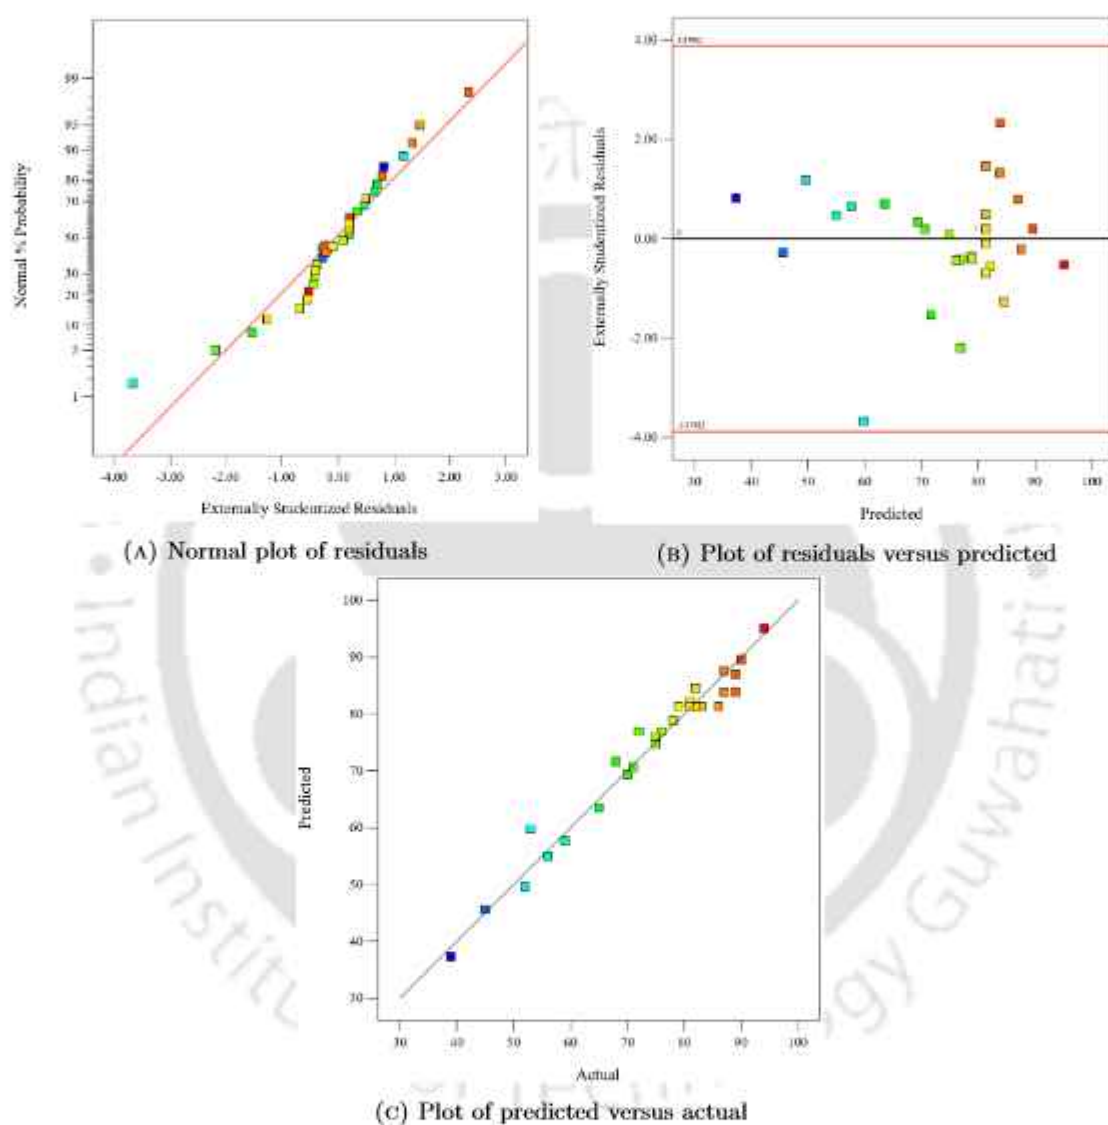 99
95
90
80
70
50
30
20
10
1
Normal % Probability
-4.00 -3.00 -2.00 -1.00 0.00 1.00 2.00 3.00
Externally Studentized Residuals
(A) Normal plot of residuals
4.00
2.00
0.00
-2.00
-4.00
Externally Studentized Residuals
30 40 50 60 70 80 90 100
Predicted
(B) Plot of residuals versus predicted
100
90
80
70
60
50
40
30
Predicted
30 40 50 60 70 80 90 100
Actual
(C) Plot of predicted versus actual
Indian Institu
ogy Guwahati